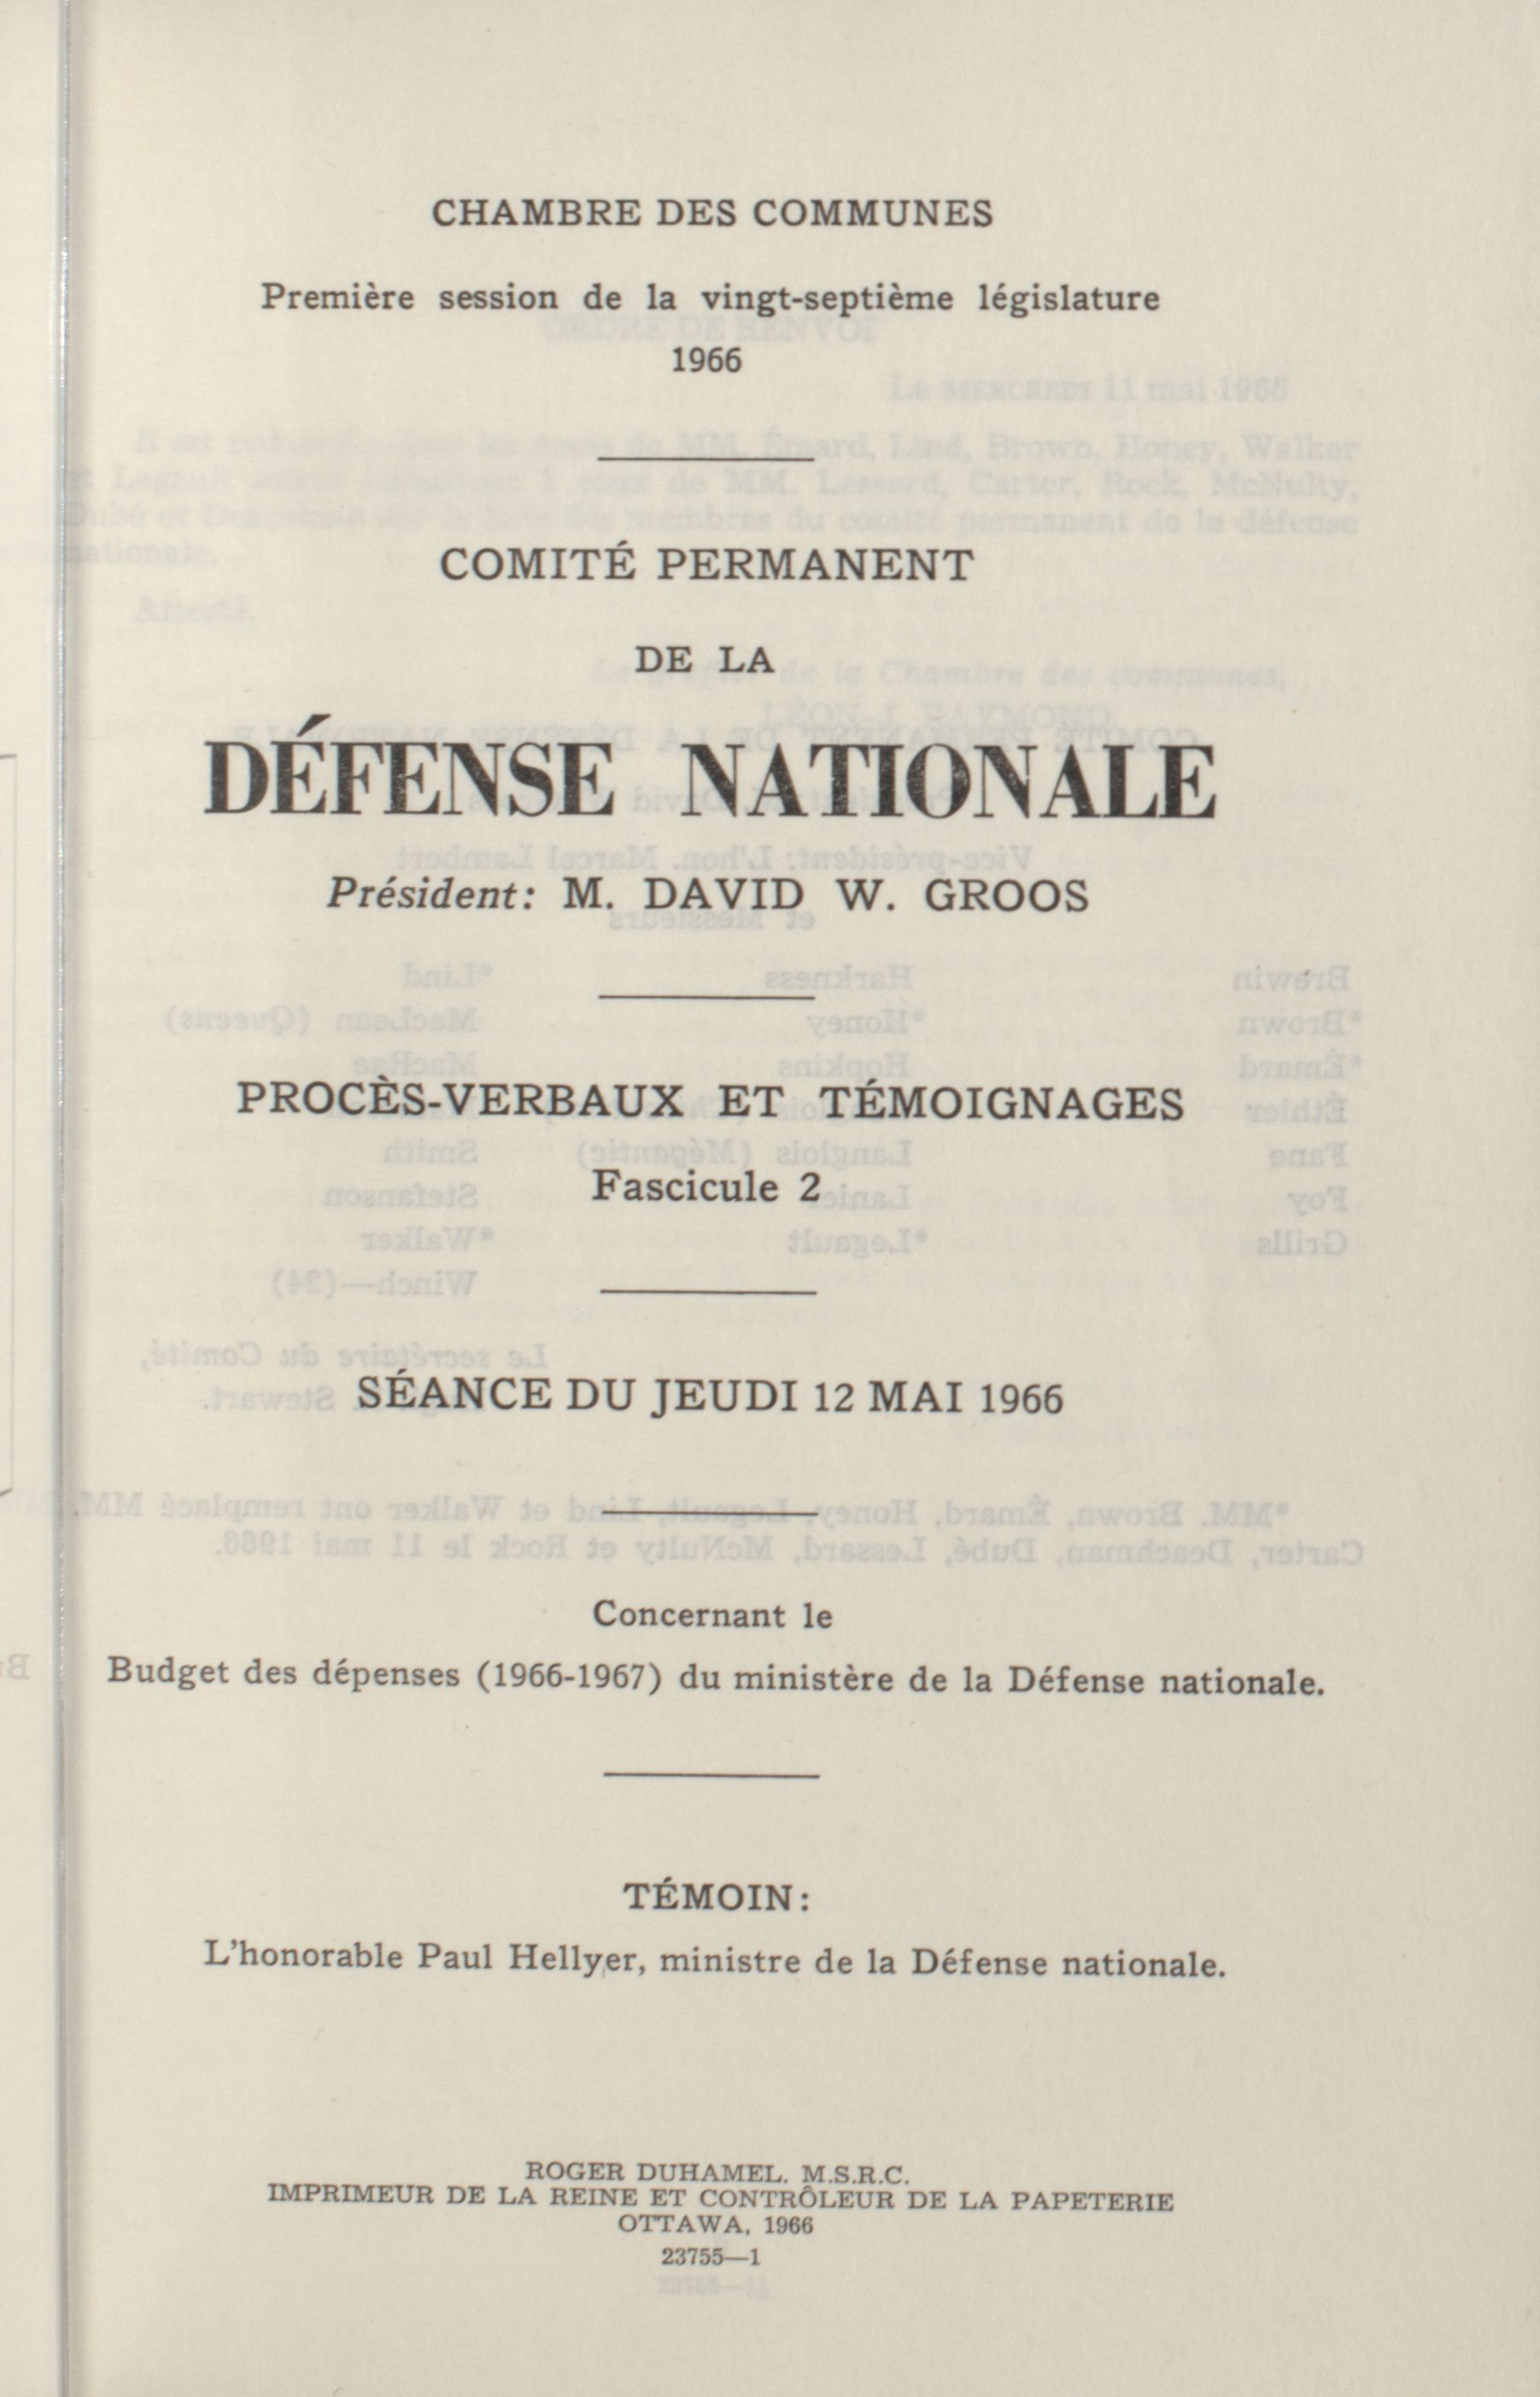 CHAMBRE DES COMMUNES
Première session de la vingt-septième législature
1966
COMITÉ PERMANENT
DE LA
DÉFENSE NATIONALE
Président: M. DAVID W. GROOS
PROCÈS-VERBAUX ET TÉMOIGNAGES
Fascicule 2
SÉANCE DU JEUDI 12 MAI 1966
Concernant le
Budget des dépenses (1966-1967) du ministère de la Défense nationale.
TÉMOIN:
L'honorable Paul Hellyer, ministre de la Défense nationale.
ROGER DUHAMEL, M.S.R.C.
IMPRIMEUR DE LA REINE ET CONTRÔLEUR DE LA PAPETERIE
OTTAWA, 1966
23755—1